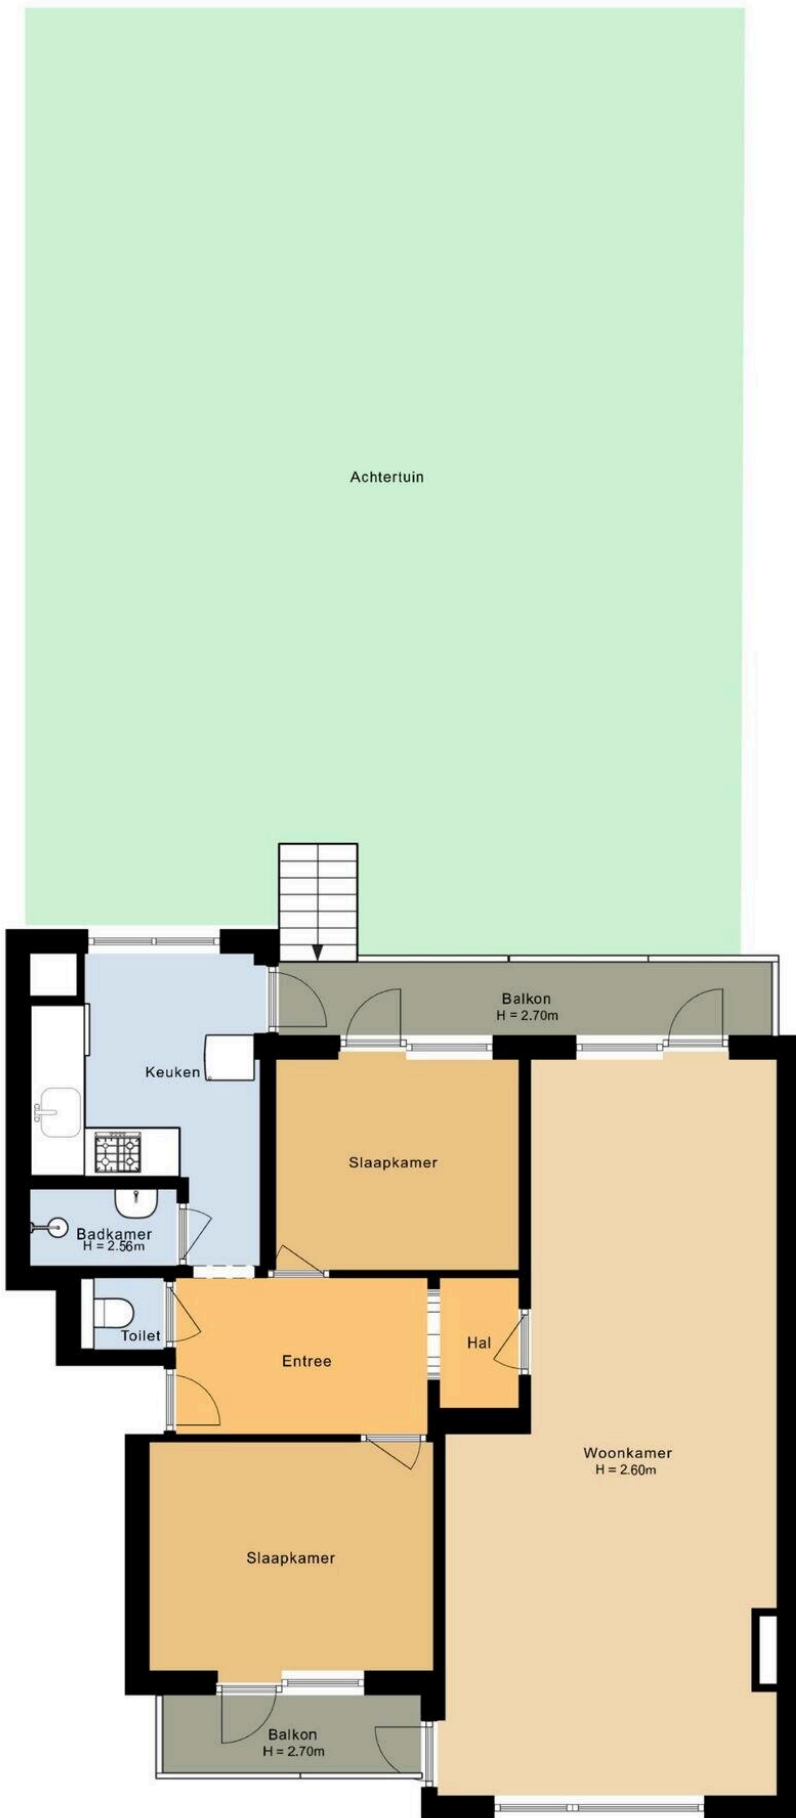 Achtertuin
Balkon
H = 2.70m
Keuken
Slaapkamer
Badkamer
H = 2.56m
Toilet
Entree
Hal
Woonkamer
H = 2.60m
Slaapkamer
Balkon
H = 2.70m